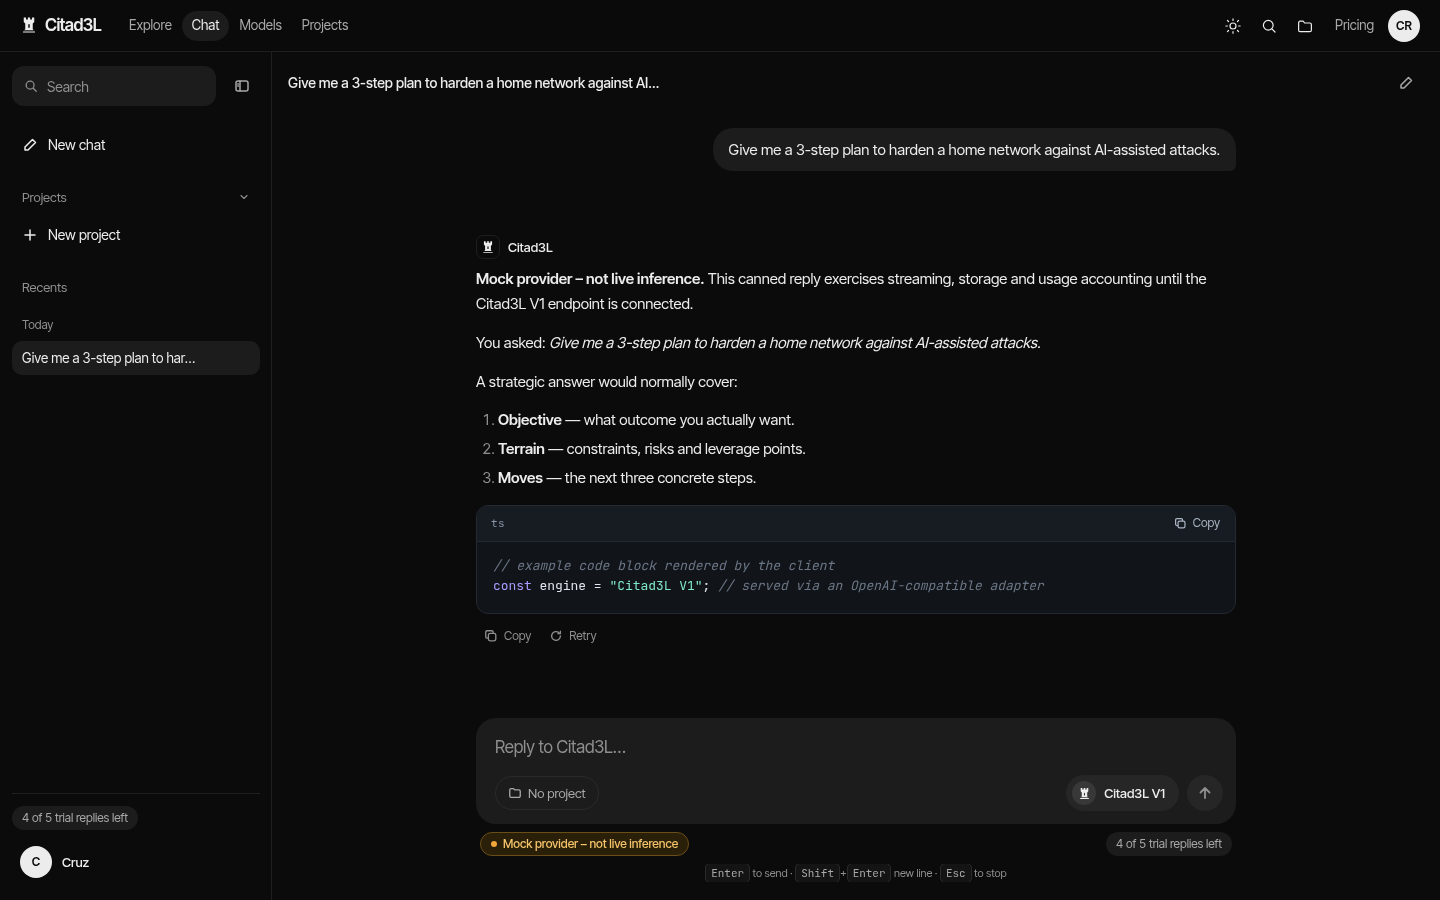 Citad3L
Explore
Chat
Models
Projects
Pricing
CR
Search
New chat
Projects
New project
Recents
Today
Give me a 3-step plan to har...
4 of 5 trial replies left
C
Cruz
Give me a 3-step plan to harden a home network against AI...
Give me a 3-step plan to harden a home network against AI-assisted attacks.
Citad3L
Mock provider – not live inference. This canned reply exercises streaming, storage and usage accounting until the
Citad3L V1 endpoint is connected.
You asked: Give me a 3-step plan to harden a home network against AI-assisted attacks.
A strategic answer would normally cover:
1. Objective — what outcome you actually want.
2. Terrain — constraints, risks and leverage points.
3. Moves — the next three concrete steps.
ts
Copy
// example code block rendered by the client
const engine = "Citad3L V1"; // served via an OpenAI-compatible adapter
Copy
Retry
Reply to Citad3L...
No project
Citad3L V1
Mock provider – not live inference
4 of 5 trial replies left
Enter to send · Shift+Enter new line · Esc to stop